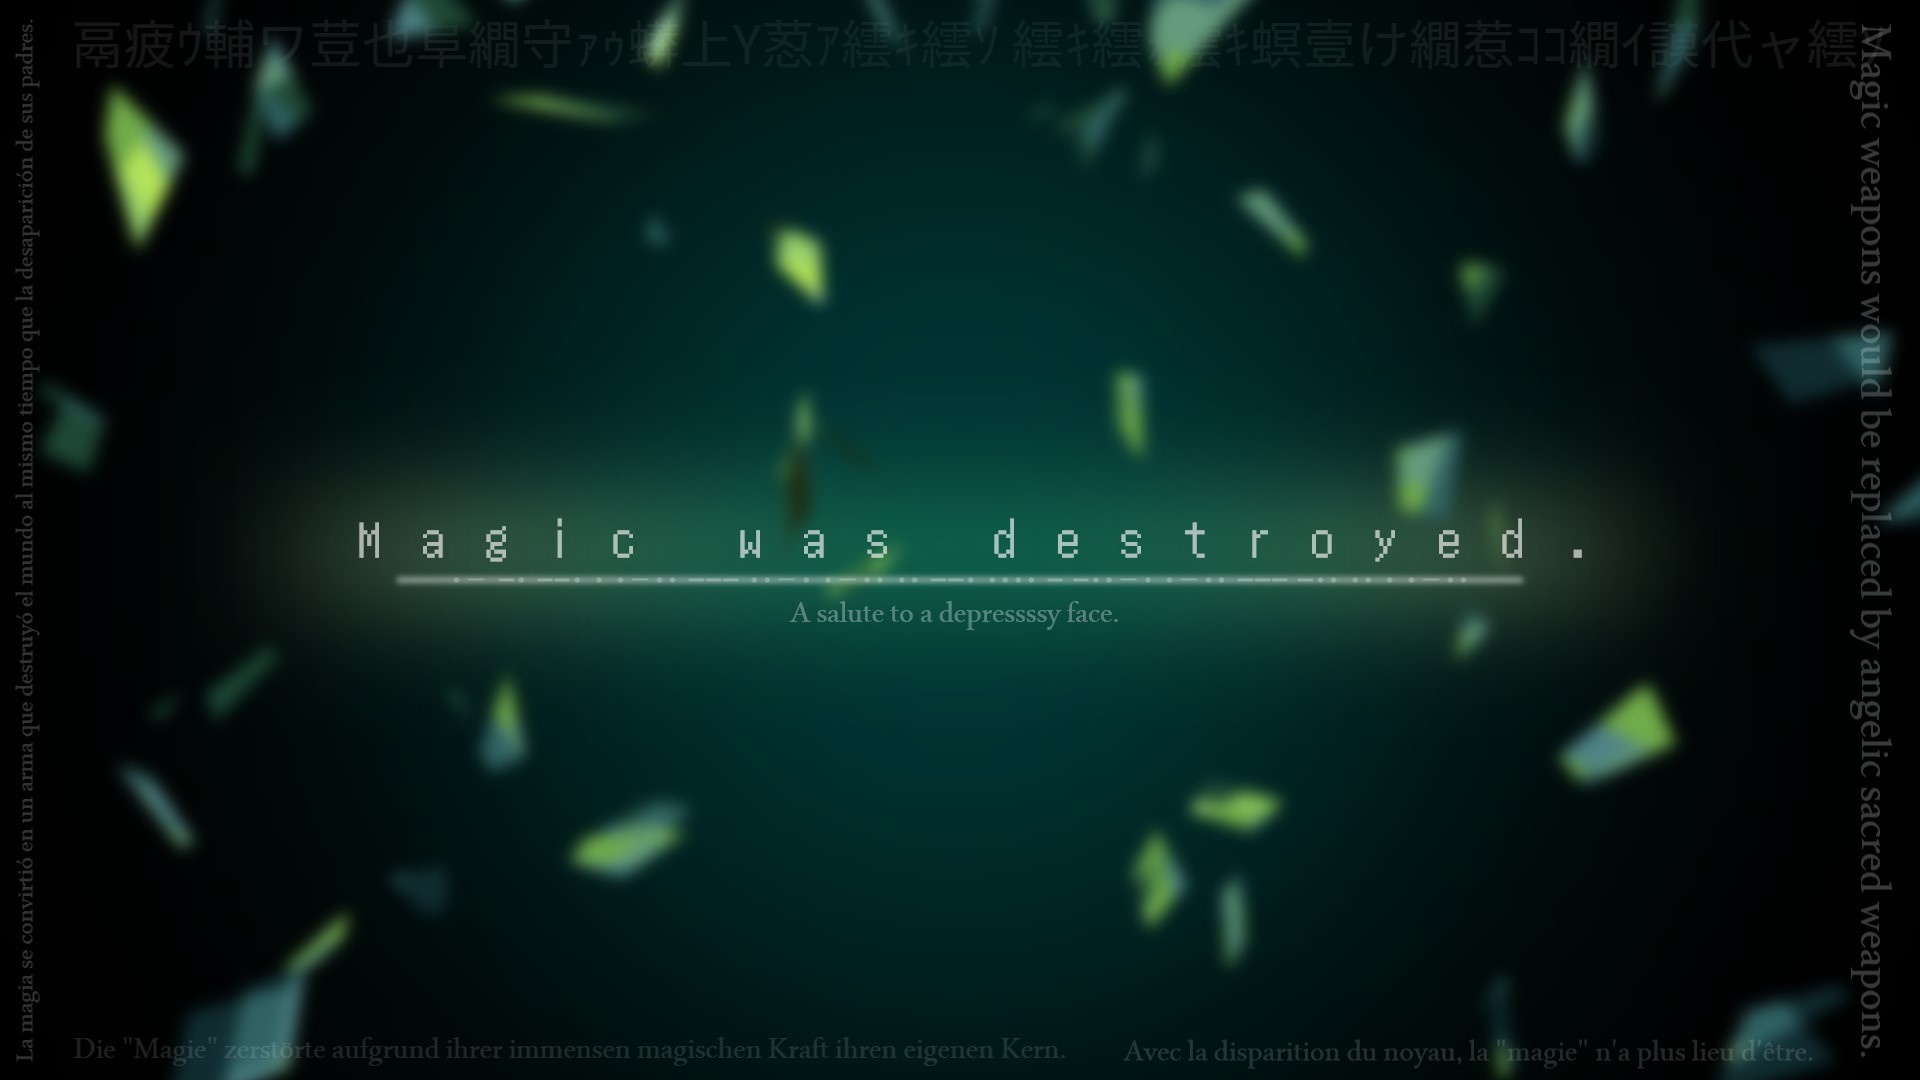 Magic was destroyed.
A salute to a depressssy face.
La magia se convirtió en un arma que destruyó el mundo al mismo tiempo que la desaparición de sus padres.
Magic weapons would be replaced by angelic sacred weapons.
Die "Magie" zerstörte aufgrund ihrer immensen magischen Kraft ihren eigenen Kern.
Avec la disparition du noyau, la "magie" n'a plus lieu d'être.